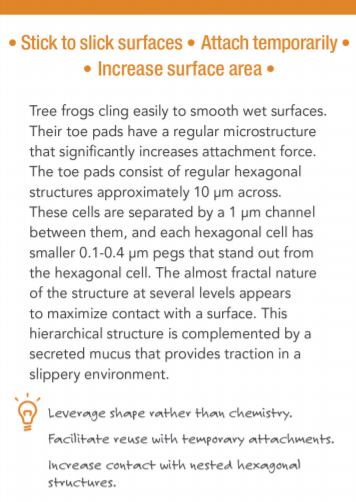 • Stick to slick surfaces • Attach temporarily •
• Increase surface area •
Tree frogs cling easily to smooth wet surfaces.
Their toe pads have a regular microstructure
that significantly increases attachment force.
The toe pads consist of regular hexagonal
structures approximately 10 µm across.
These cells are separated by a 1 µm channel
between them, and each hexagonal cell has
smaller 0.1-0.4 µm pegs that stand out from
the hexagonal cell. The almost fractal nature
of the structure at several levels appears
to maximize contact with a surface. This
hierarchical structure is complemented by a
secreted mucus that provides traction in a
slippery environment.
Leverage shape rather than chemistry.
Facilitate reuse with temporary attachments.
Increase contact with nested hexagonal
structures.